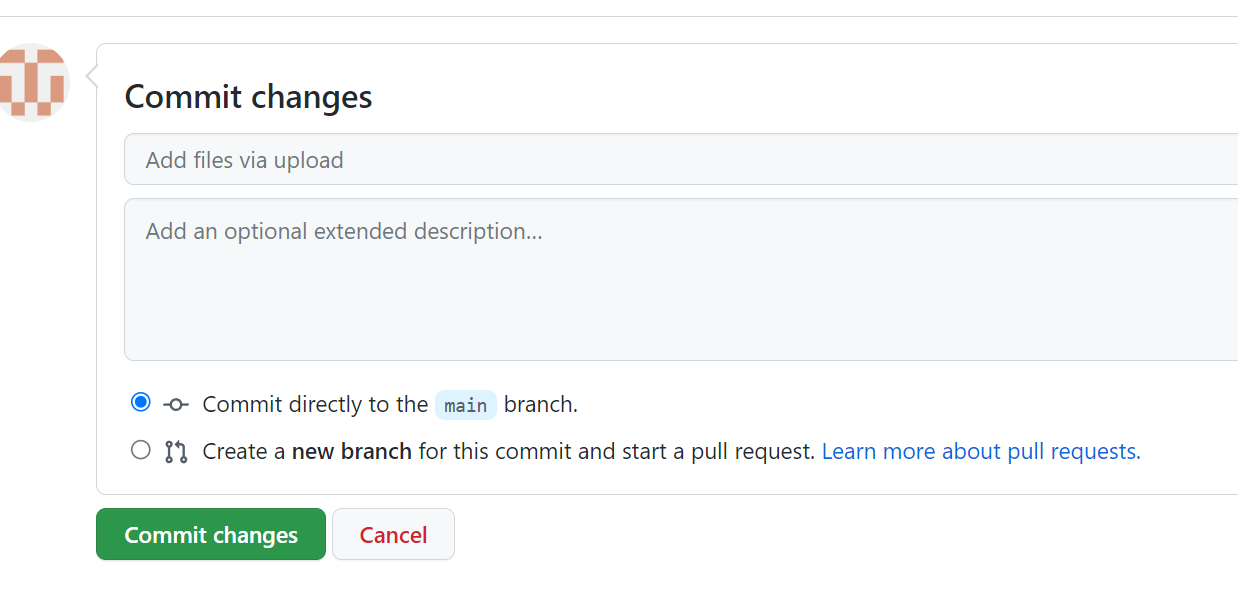 Commit changes
Add files via upload
Add an optional extended description...
Commit directly to the main branch.
Create a new branch for this commit and start a pull request. Learn more about pull requests.
Commit changes Cancel